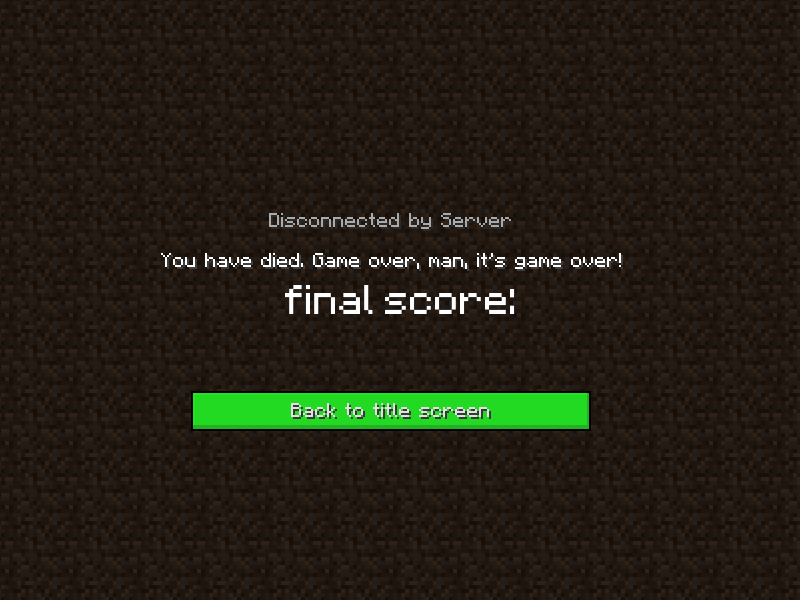 Disconnected by Server
You have died. Game over, man, it's game over!
final score:
Back to title screen